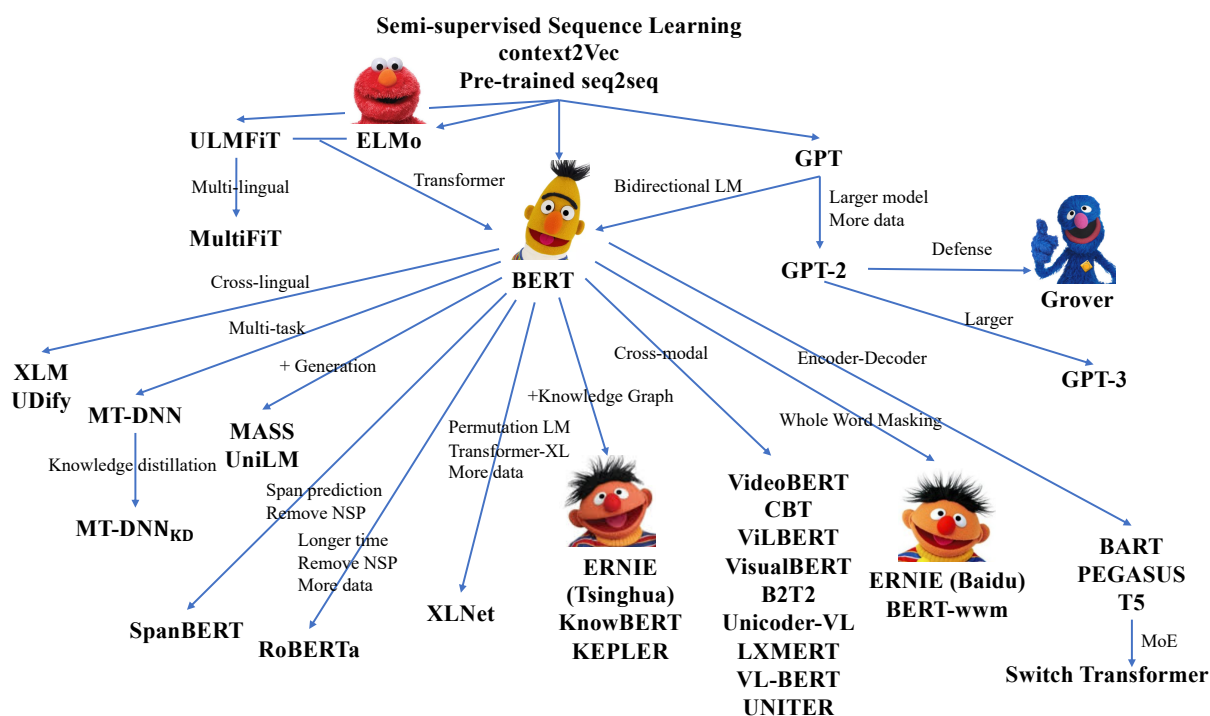 Semi-supervised Sequence Learning
context2Vec
Pre-trained seq2seq
ULMFiT
ELMo
GPT
Multi-lingual
Transformer
Bidirectional LM
Larger model
More data
MultiFiT
BERT
GPT-2
Defense
Grover
Cross-lingual
Multi-task
+ Generation
Cross-modal
Encoder-Decoder
Larger
GPT-3
XLM
UDify
MT-DNN
MASS
UniLM
Permutation LM
Transformer-XL
More data
+Knowledge Graph
Whole Word Masking
Knowledge distillation
MT-DNNKD
Span prediction
Remove NSP
Longer time
Remove NSP
More data
SpanBERT
RoBERTa
XLNet
ERNIE
(Tsinghua)
KnowBERT
KEPLER
VideoBERT
CBT
ViLBERT
VisualBERT
B2T2
Unicoder-VL
LXMERT
VL-BERT
UNITER
ERNIE (Baidu)
BERT-wwm
BART
PEGASUS
T5
MoE
Switch Transformer